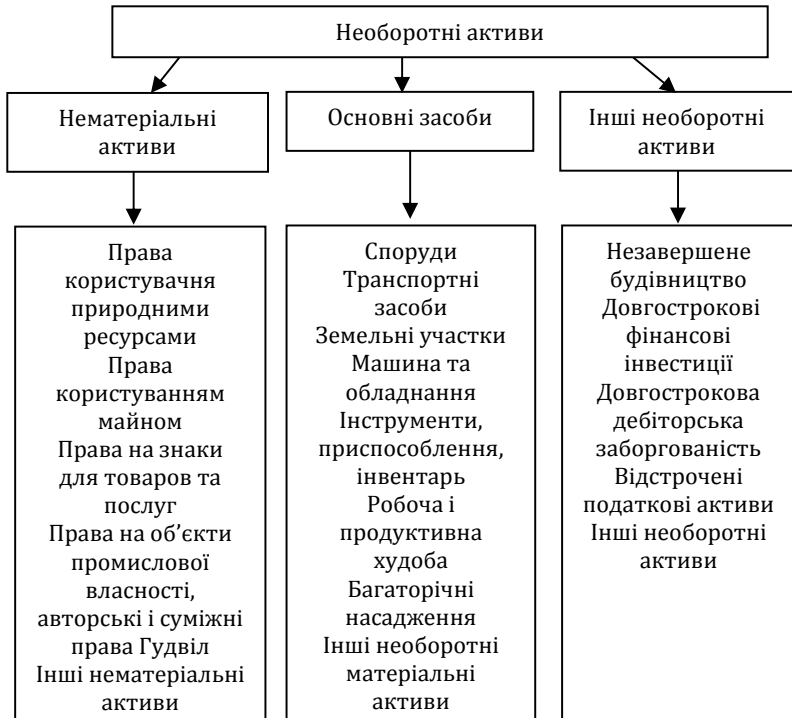 Необоротні активи
Нематеріальні
активи
Основні засоби
Інші необоротні
активи
Права
користувачня
природними
ресурсами
Права
користуванням
майном
Права на знаки
для товаров та
послуг
Права на об’єкти
промислової
власності,
авторські і суміжні
права Гудвіл
Інші нематеріальні
активи
Споруди
Транспортні
засоби
Земельні участки
Машина та
обладнання
Інструменти,
приспособлення,
інвентарь
Робоча і
продуктивна
худоба
Багаторічні
насадження
Інші необоротні
матеріальні
активи
Незавершене
будівництво
Довгострокові
фінансові
інвестиції
Довгострокова
дебіторська
заборгованість
Відстрочені
податкові активи
Інші необоротні
активи